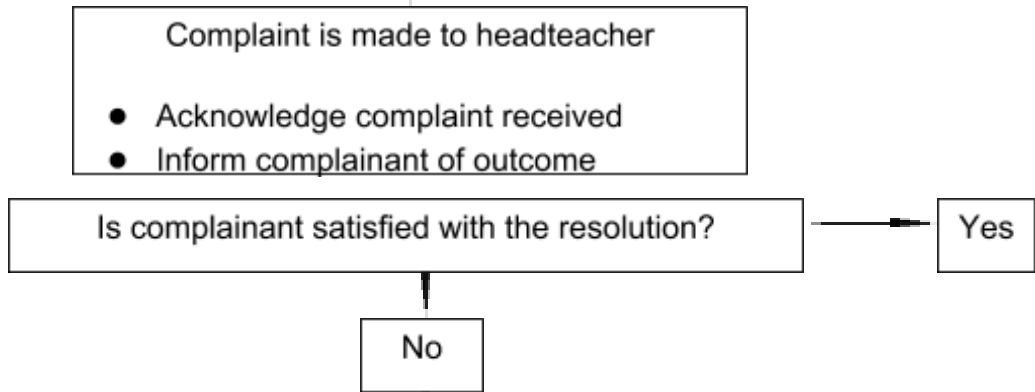 Complaint is made to headteacher
● Acknowledge complaint received
● Inform complainant of outcome
Is complainant satisfied with the resolution?
Yes
No